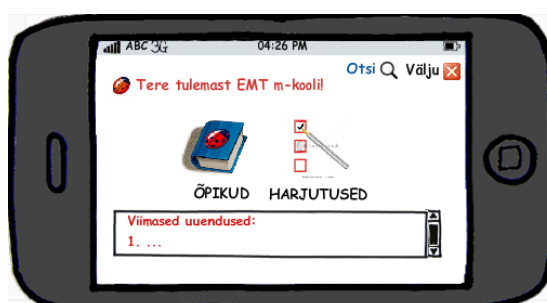 ABC 3G 04:26 PM
Otsi Välju
Tere tulemast EMT m-kooli!
ÕPIKUD HARJUTUSED
Viimased uuendused:
1. ...